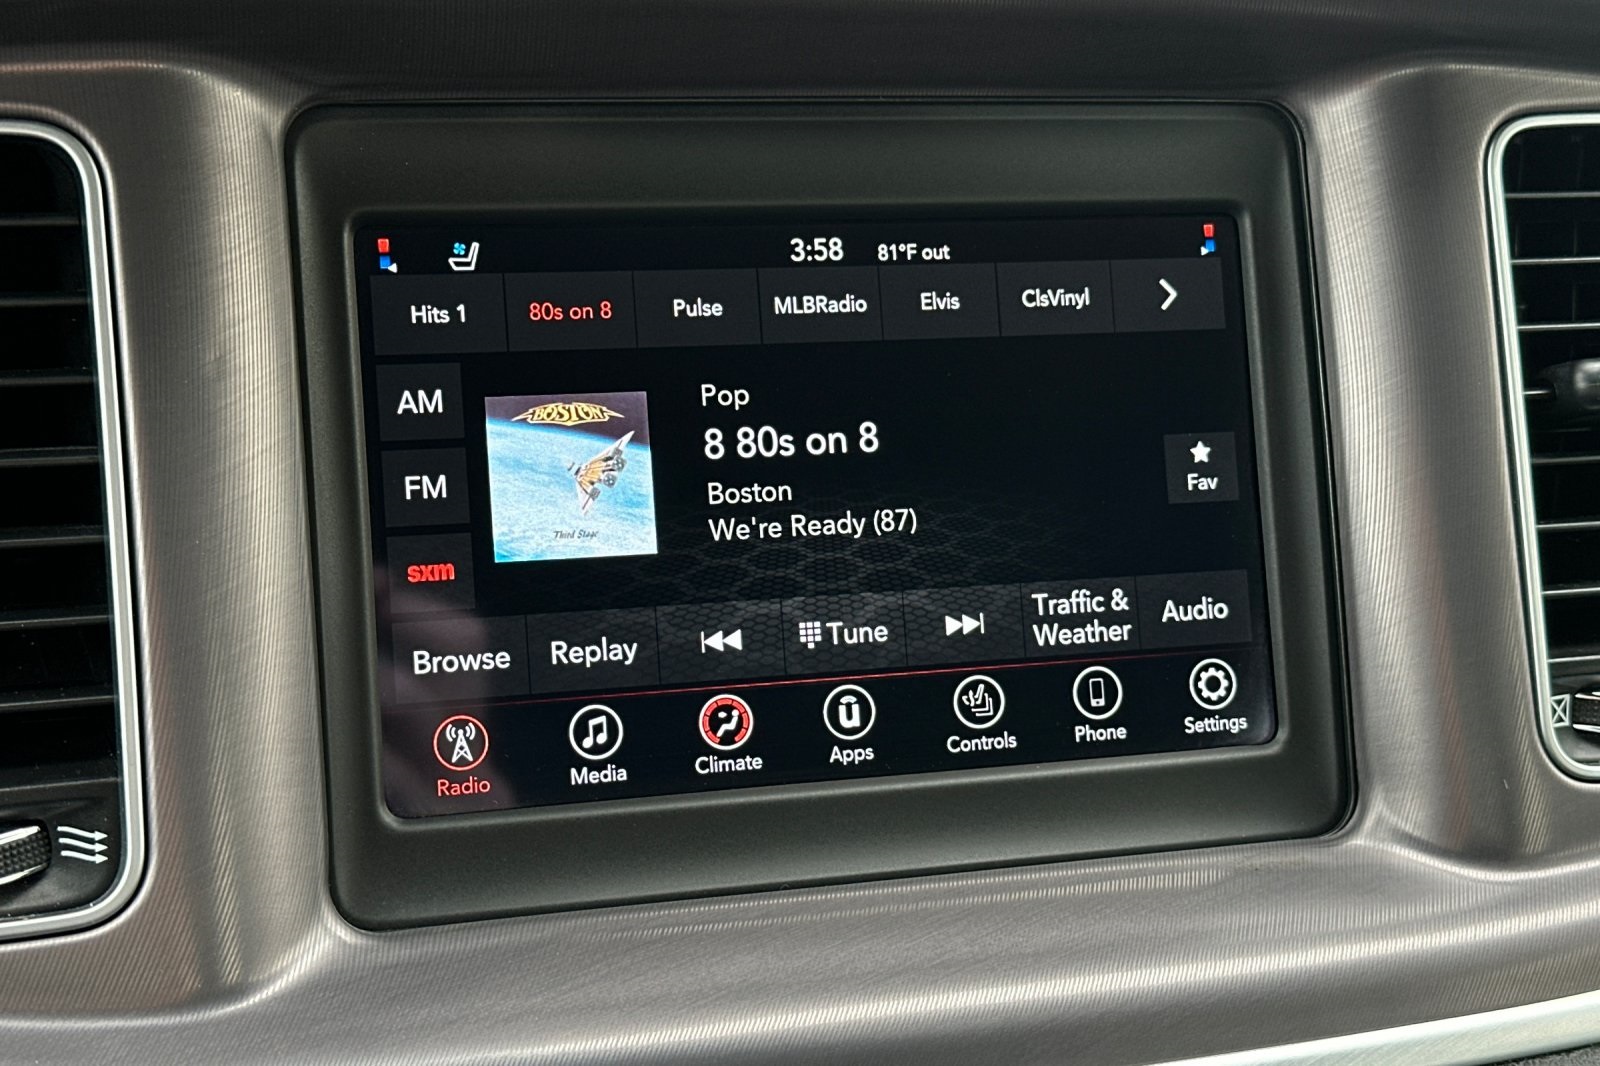 3:58 81°F out
Hits 1 80s on 8 Pulse MLBRadio Elvis ClsVinyl
AM
FM
sxm
BOSTON
Third Stage
Pop
8 80s on 8
Boston
We're Ready (87)
Fav
Browse Replay Tune Traffic & Weather Audio
Radio Media Climate Apps Controls Phone Settings